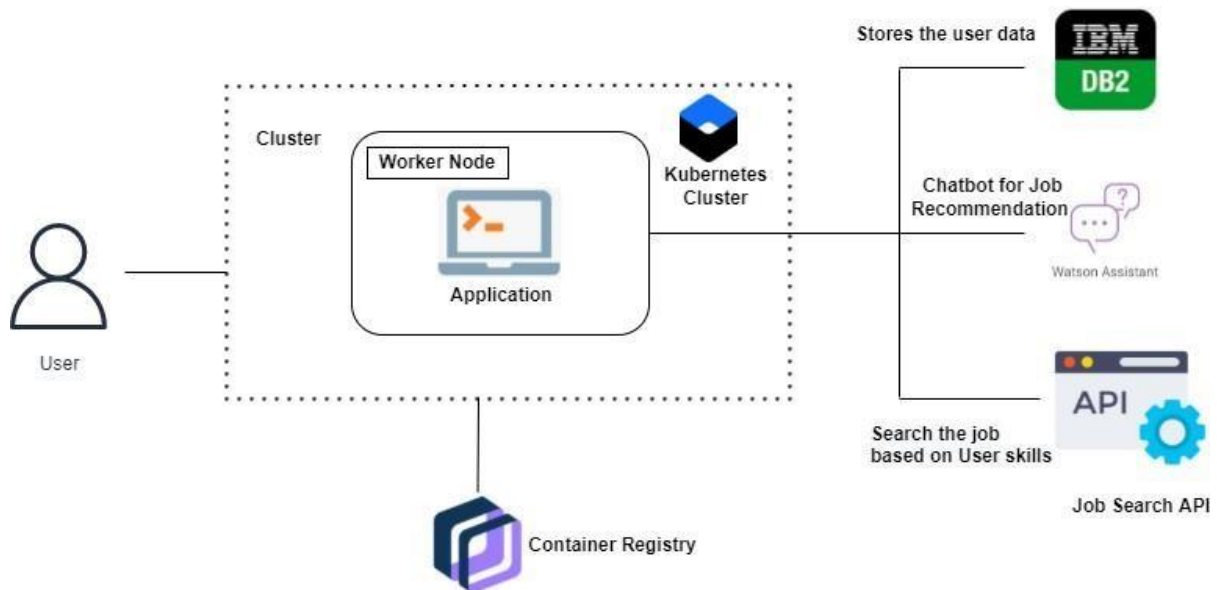 Stores the user data
IBM
DB2
Cluster
Worker Node
Kubernetes
Cluster
Application
Chatbot for Job
Recommendation
?
Watson Assistant
User
API
Search the job
based on User skills
Job Search API
Container Registry